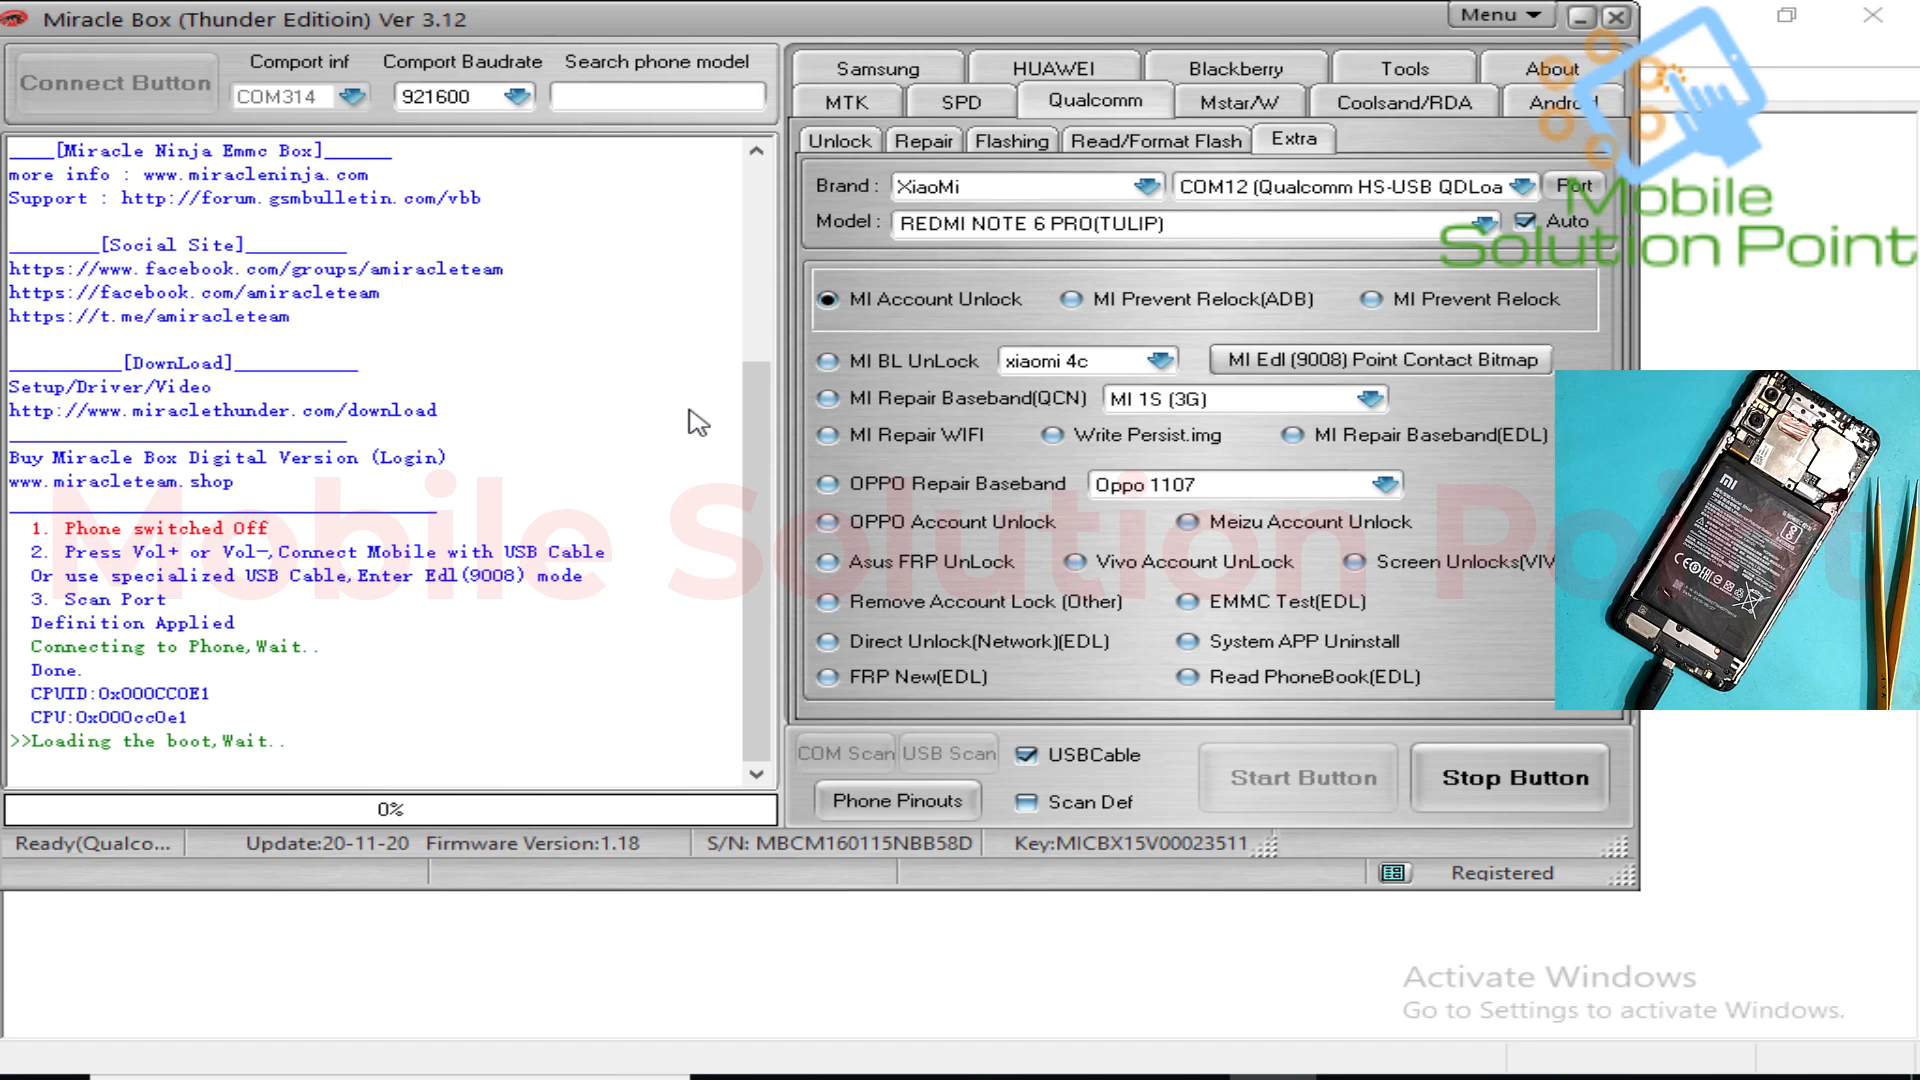 Miracle Box (Thunder Editioin) Ver 3.12
Menu
Connect Button
Comport inf
Comport Baudrate
Search phone model
COM314
921600
Samsung
HUAWEI
Blackberry
Tools
About
MTK
SPD
Qualcomm
Mstar/W
Coolsand/RDA
Android
Unlock
Repair
Flashing
Read/Format Flash
Extra
____[Miracle Ninja Emmc Box]______
more info : www.miracleninja.com
Support : http://forum.gsmbulletin.com/vbb
________[Social Site]_________
https://www.facebook.com/groups/amiracleteam
https://facebook.com/amiracleteam
https://t.me/amiracleteam
__________[DownLoad]___________
Setup/Driver/Video
http://www.miraclethunder.com/download
Buy Miracle Box Digital Version (Login)
www.miracleteam.shop
1. Phone switched Off
2. Press Vol+ or Vol-,Connect Mobile with USB Cable
Or use specialized USB Cable,Enter Edl(9008) mode
3. Scan Port
Definition Applied
Connecting to Phone,Wait..
Done.
CPUID:0x000CC0E1
CPU:0x000cc0e1
>>Loading the boot,Wait..
0%
Brand :
XiaoMi
COM12 (Qualcomm HS-USB QDLoa
Port
Model :
REDMI NOTE 6 PRO(TULIP)
Auto
Mobile
Solution Point
MI Account Unlock
MI Prevent Relock(ADB)
MI Prevent Relock
MI BL UnLock
xiaomi 4c
MI Edl (9008) Point Contact Bitmap
MI Repair Baseband(QCN)
MI 1S (3G)
MI Repair WIFI
Write Persist.img
MI Repair Baseband(EDL)
OPPO Repair Baseband
Oppo 1107
OPPO Account Unlock
Meizu Account Unlock
Asus FRP UnLock
Vivo Account UnLock
Screen Unlocks(VIV
Remove Account Lock (Other)
EMMC Test(EDL)
Direct Unlock(Network)(EDL)
System APP Uninstall
FRP New(EDL)
Read PhoneBook(EDL)
COM Scan
USB Scan
USBCable
Start Button
Stop Button
Phone Pinouts
Scan Def
Ready(Qualco...
Update:20-11-20
Firmware Version:1.18
S/N: MBCM160115NBB58D
Key:MICBX15V00023511
Registered
Mobile Solution Point
mi
Activate Windows
Go to Settings to activate Windows.